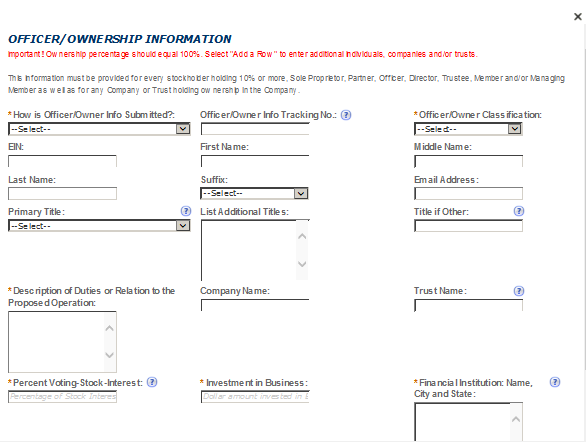 ×
OFFICER/OWNERSHIP INFORMATION
Important! Ownership percentage should equal 100%. Select "Add a Row" to enter additional individuals, companies and/or trusts.
This information must be provided for every stockholder holding 10% or more, Sole Proprietor, Partner, Officer, Director, Trustee, Member and/or Managing
Member as well as for any Company or Trust holding ownership in the Company.
*How is Officer/Owner Info Submitted?: Officer/Owner Info Tracking No.: ? *Officer/Owner Classification:
--Select-- --Select--
EIN: First Name: Middle Name:
Last Name: Suffix: Email Address:
--Select--
Primary Title: ? List Additional Titles: Title if Other: ?
--Select--
*Description of Duties or Relation to the Company Name: Trust Name: ?
Proposed Operation:
*Percent Voting-Stock-Interest: ? *Investment in Business: *Financial Institution: Name, ?
Percentage of Stock Interes Dollar amount invested in City and State: